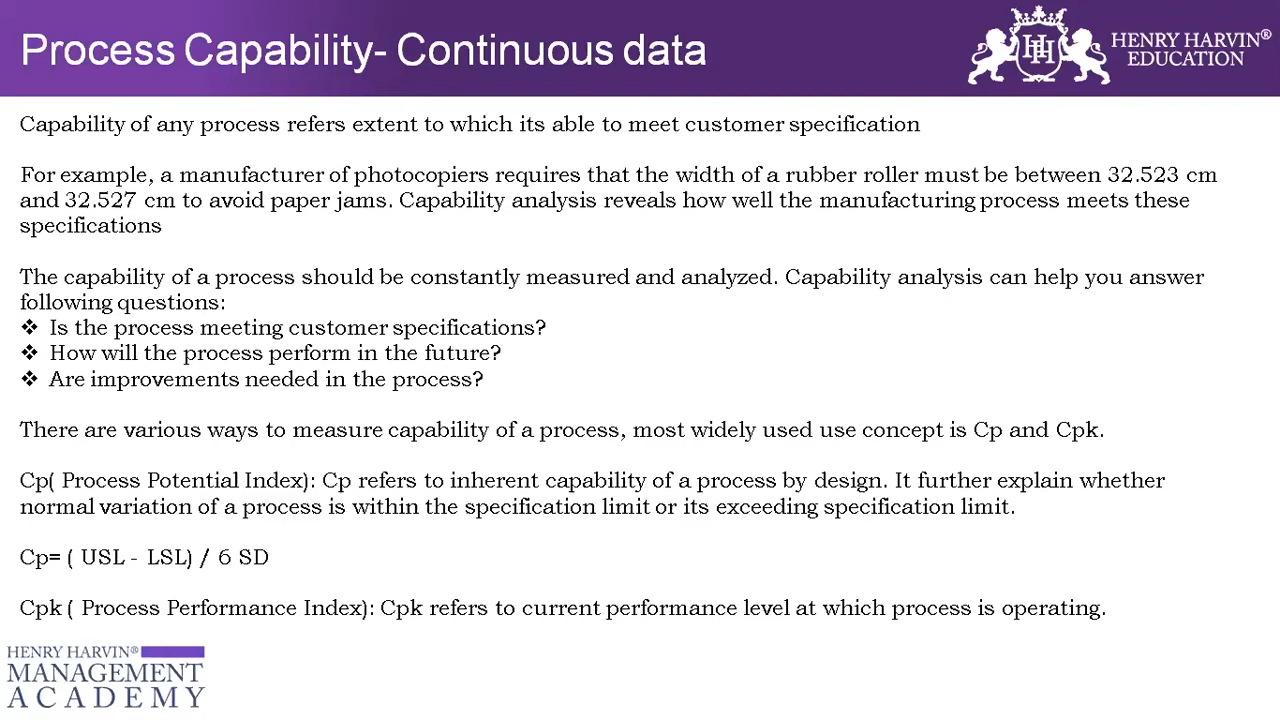 Process Capability- Continuous data
HENRY HARVIN®
EDUCATION
Capability of any process refers extent to which its able to meet customer specification
For example, a manufacturer of photocopiers requires that the width of a rubber roller must be between 32.523 cm
and 32.527 cm to avoid paper jams. Capability analysis reveals how well the manufacturing process meets these
specifications
The capability of a process should be constantly measured and analyzed. Capability analysis can help you answer
following questions:
❖ Is the process meeting customer specifications?
❖ How will the process perform in the future?
❖ Are improvements needed in the process?
There are various ways to measure capability of a process, most widely used use concept is Cp and Cpk.
Cp( Process Potential Index): Cp refers to inherent capability of a process by design. It further explain whether
normal variation of a process is within the specification limit or its exceeding specification limit.
Cp= ( USL - LSL) / 6 SD
Cpk ( Process Performance Index): Cpk refers to current performance level at which process is operating.
HENRY HARVIN®
MANAGEMENT
ACADEMY